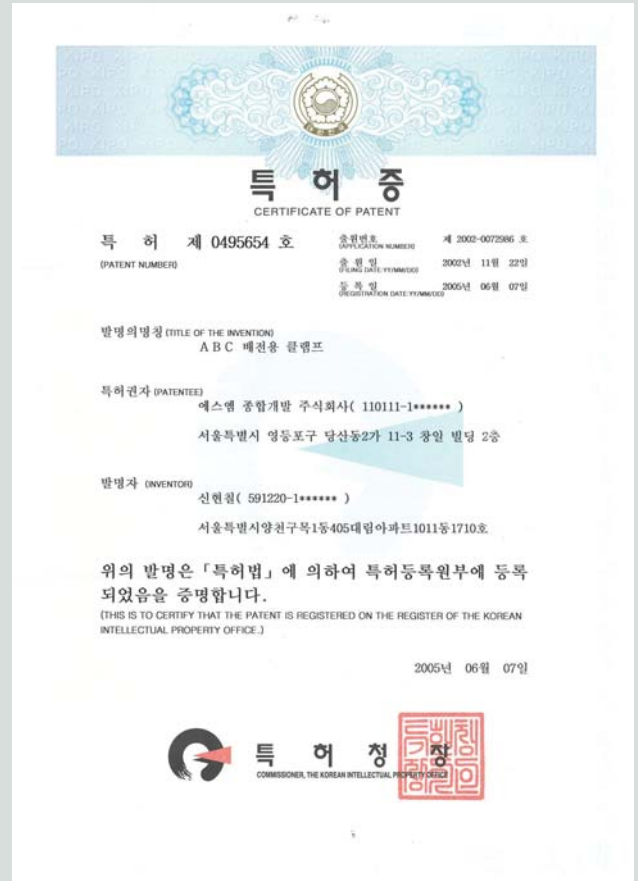 특 허 증
CERTIFICATE OF PATENT
특 허 제 0495654 호
(PATENT NUMBER)
출원번호 제 2002-0072986 호
(APPLICATION NUMBER)
출 원 일 2002년 11월 22일
(FILING DATE:YY/MM/DD)
등 록 일 2005년 06월 07일
(REGISTRATION DATE:YY/MM/DD)
발명의명칭 (TITLE OF THE INVENTION)
ABC 배전용 클램프
특허권자 (PATENTEE)
에스엠 종합개발 주식회사( 110111-1****** )
서울특별시 영등포구 당산동2가 11-3 창일 빌딩 2층
발명자 (INVENTOR)
신현칠( 591220-1****** )
서울특별시양천구목1동405대림아파트1011동1710호
위의 발명은 「특허법」에 의하여 특허등록원부에 등록
되었음을 증명합니다.
(THIS IS TO CERTIFY THAT THE PATENT IS REGISTERED ON THE REGISTER OF THE KOREAN
INTELLECTUAL PROPERTY OFFICE.)
2005년 06월 07일
특 허 청 장
COMMISSIONER, THE KOREAN INTELLECTUAL PROPERTY OFFICE